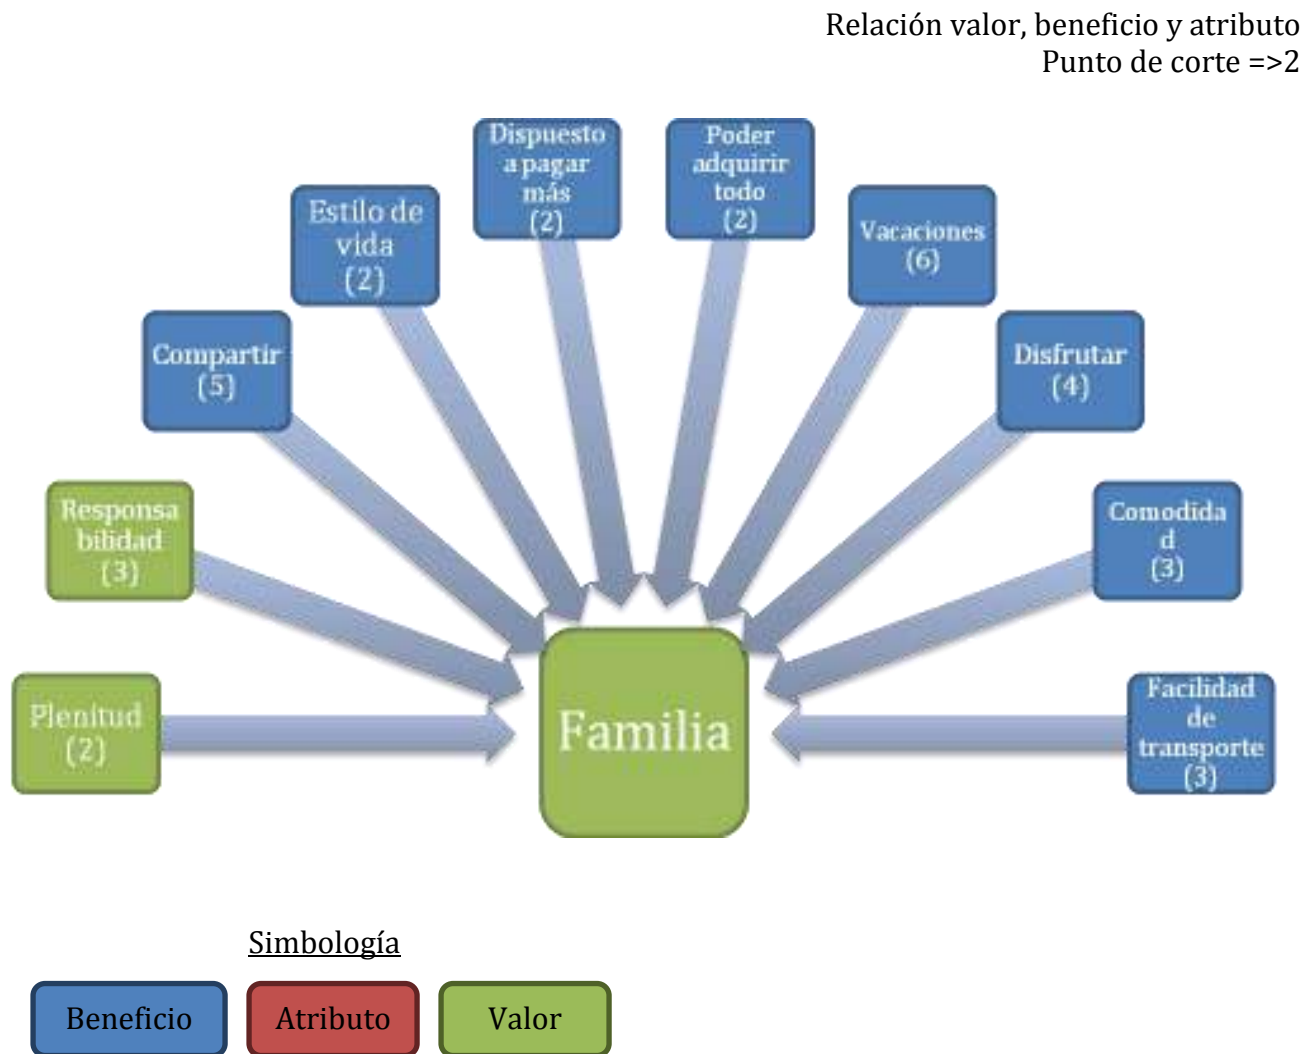 Relación valor, beneficio y atributo
Punto de corte =>2
Dispuesto
a pagar
más
(2)
Poder
adquirir
todo
(2)
Estilo de
vida
(2)
Vacaciones
(6)
Compartir
(5)
Disfrutar
(4)
Responsa
bilidad
(3)
Comodida
d
(3)
Plenitud
(2)
Familia
Facilidad
de
transporte
(3)
Simbología
Beneficio
Atributo
Valor